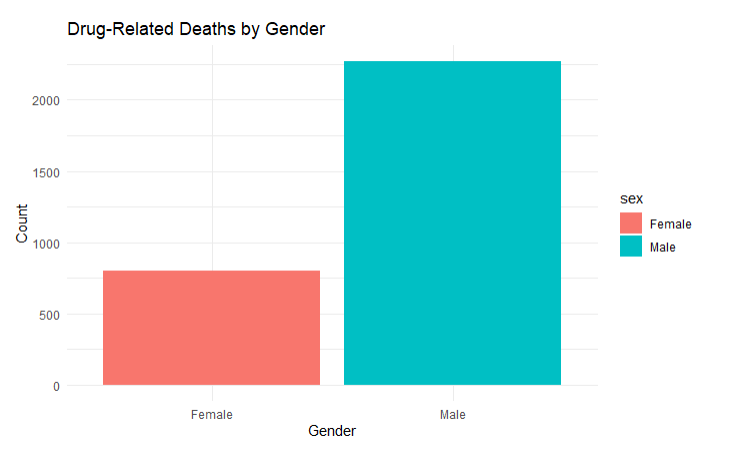 Drug-Related Deaths by Gender
2000
1500
1000
500
0
Count
Female
Male
Gender
sex
Female
Male